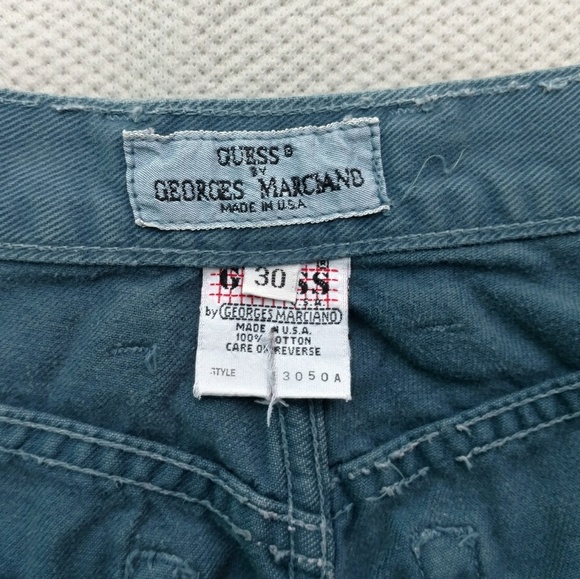 GUESS®
BY
GEORGES MARCIANO
MADE IN U.S.A.
30
by GEORGES MARCIANO
MADE IN U.S.A.
100% COTTON
CARE ON REVERSE
STYLE 3050A